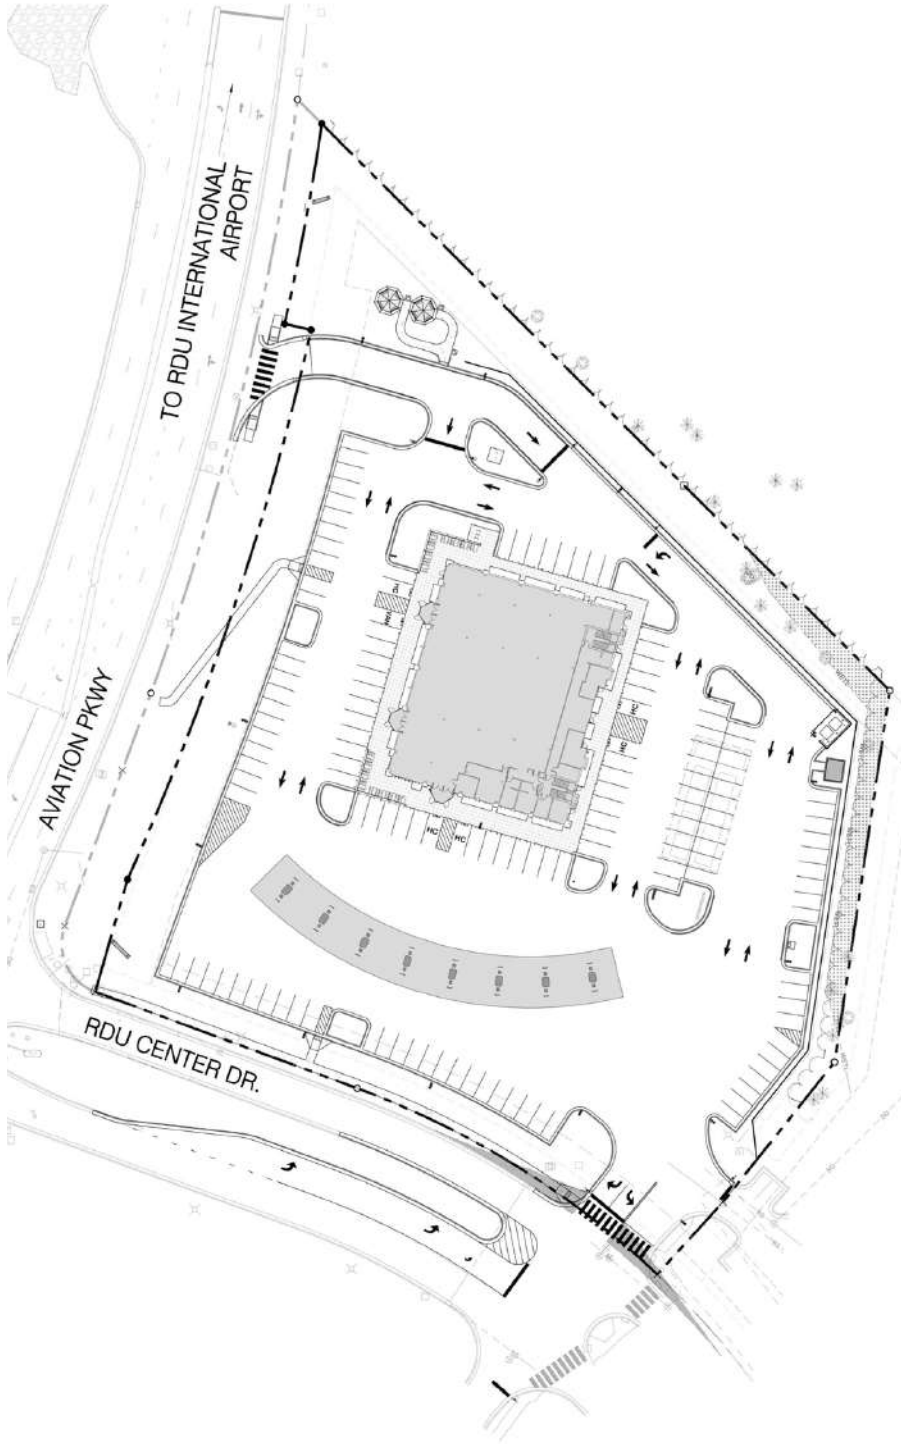 TO RDU INTERNATIONAL
AIRPORT
AVIATION PKWY
RDU CENTER DR.
HC
HC
HC
HC